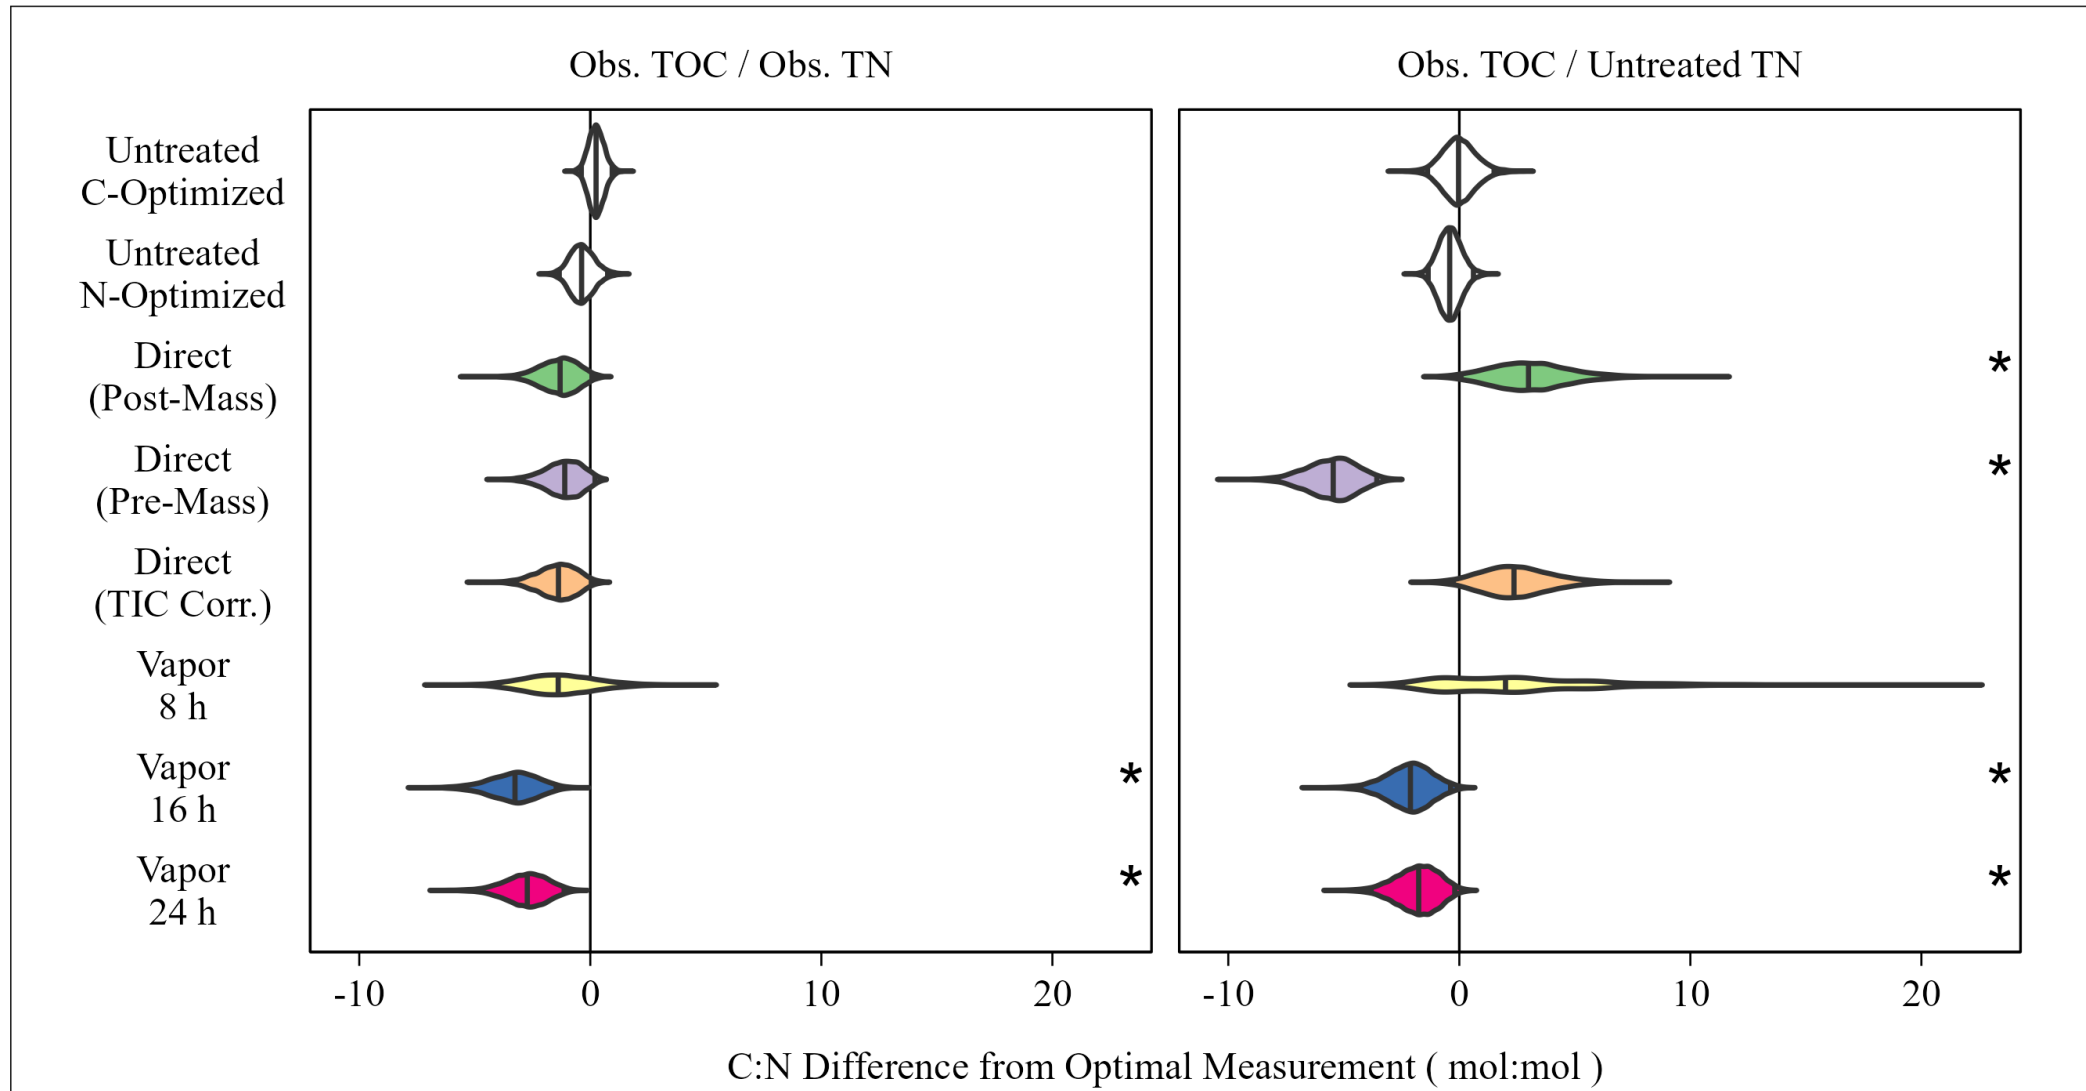 Obs. TOC / Obs. TN
Obs. TOC / Untreated TN
Untreated
C-Optimized
Untreated
N-Optimized
Direct
(Post-Mass)
*
Direct
(Pre-Mass)
*
Direct
(TIC Corr.)
Vapor
8 h
Vapor
16 h
*
*
Vapor
24 h
*
*
-10 0 10 20
-10 0 10 20
C:N Difference from Optimal Measurement ( mol:mol )